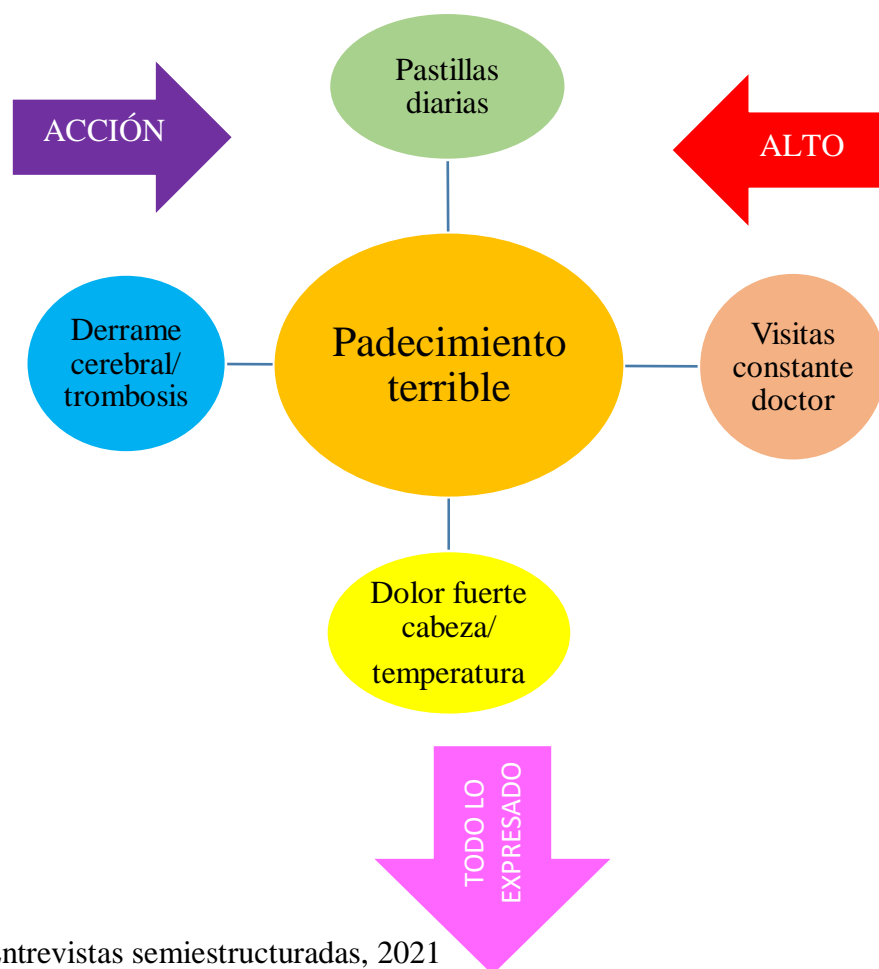 Pastillas
diarias
ACCIÓN
ALTO
Derrame
cerebral/
trombosis
Padecimiento
terrible
Visitas
constante
doctor
Dolor fuerte
cabeza/
temperatura
TODO LO
EXPRESADO
ntrevistas semiestructuradas, 2021